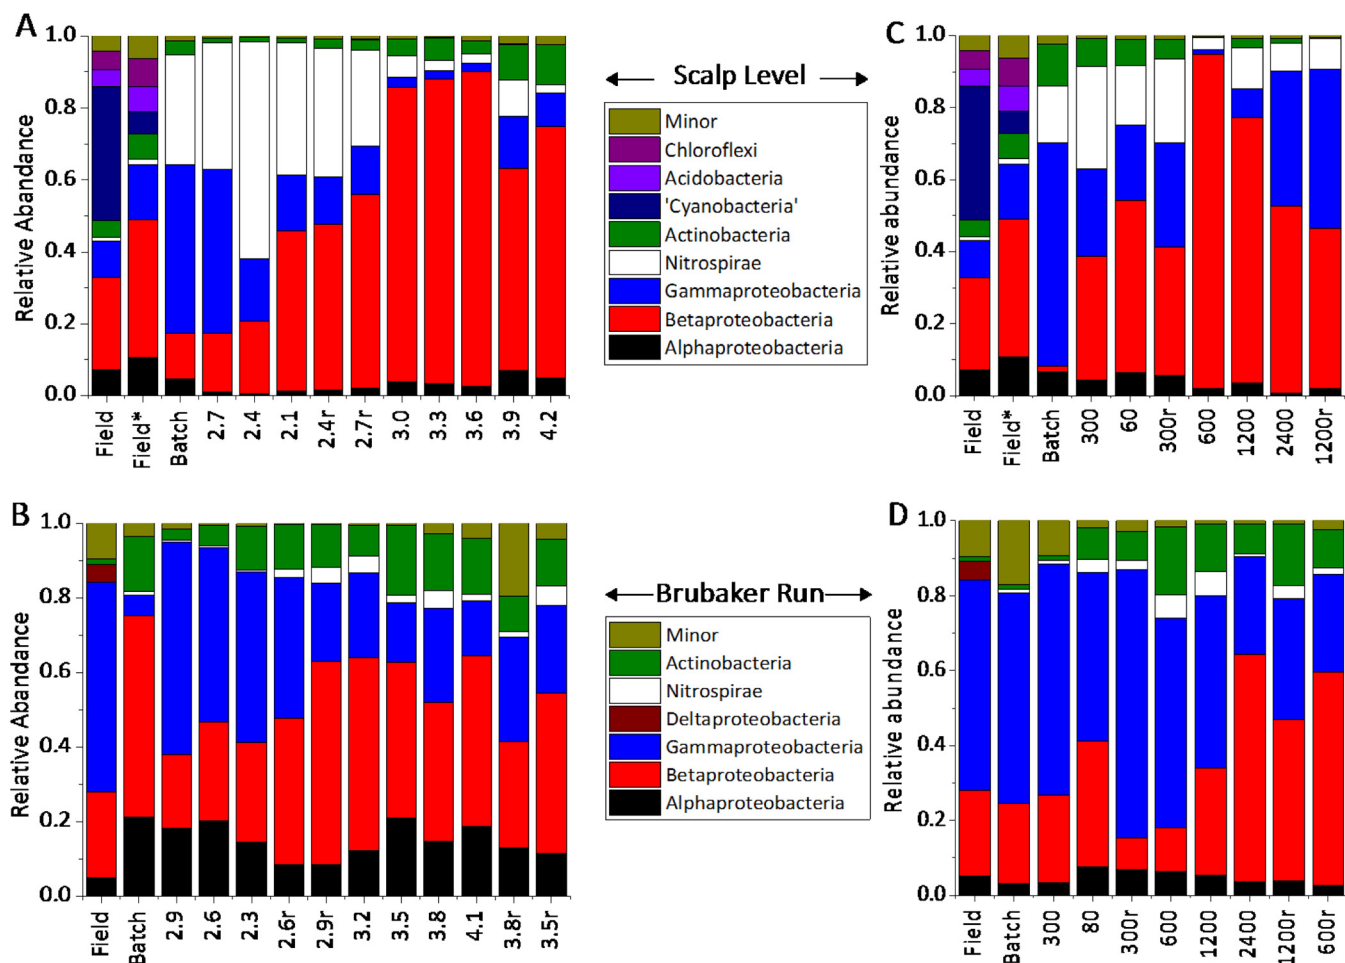 A
Relative Abundance
1.0
0.8
0.6
0.4
0.2
0.0
Field
Field*
Batch
2.7
2.4
2.1
2.4r
2.7r
3.0
3.3
3.6
3.9
4.2
Scalp Level
Minor
Chloroflexi
Acidobacteria
'Cyanobacteria'
Actinobacteria
Nitrospirae
Gammaproteobacteria
Betaproteobacteria
Alphaproteobacteria
C
Relative abundance
1.0
0.8
0.6
0.4
0.2
0.0
Field
Field*
Batch
300
60
300r
600
1200
2400
1200r
B
Relative Abundance
1.0
0.8
0.6
0.4
0.2
0.0
Field
Batch
2.9
2.6
2.3
2.6r
2.9r
3.2
3.5
3.8
4.1
3.8r
3.5r
Brubaker Run
Minor
Actinobacteria
Nitrospirae
Deltaproteobacteria
Gammaproteobacteria
Betaproteobacteria
Alphaproteobacteria
D
Relative abundance
1.0
0.8
0.6
0.4
0.2
0.0
Field
Batch
300
80
300r
600
1200
2400
1200r
600r